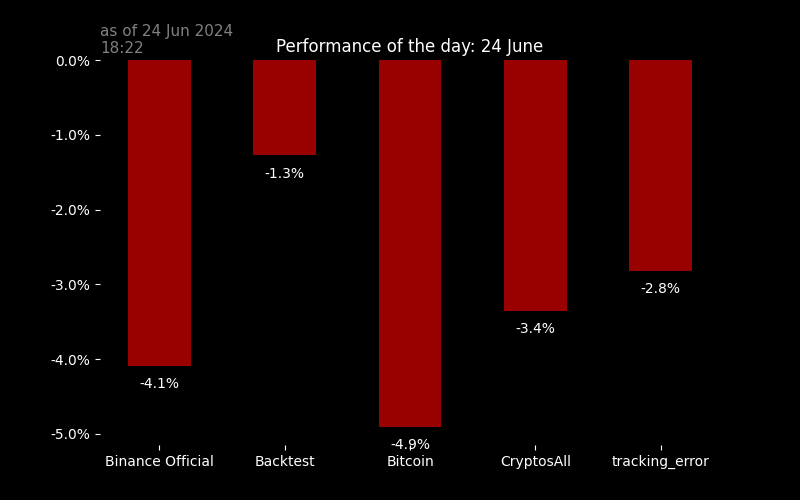 as of 24 Jun 2024
18:22
Performance of the day: 24 June
0.0%
-1.0%
-2.0%
-3.0%
-4.0%
-5.0%
-4.1%
-1.3%
-4.9%
-3.4%
-2.8%
Binance Official
Backtest
Bitcoin
CryptosAll
tracking_error